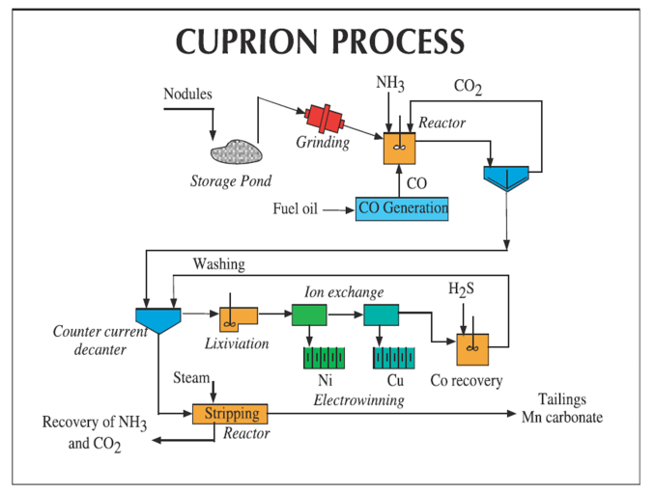 CUPRION PROCESS
Nodules
NH3
CO2
Reactor
Grinding
Storage Pond
CO
Fuel oil
CO Generation
Washing
Ion exchange
H2S
Counter current
decanter
Lixiviation
Ni
Cu
Co recovery
Electrowinning
Steam
Stripping
Reactor
Recovery of NH3
and CO2
Tailings
Mn carbonate